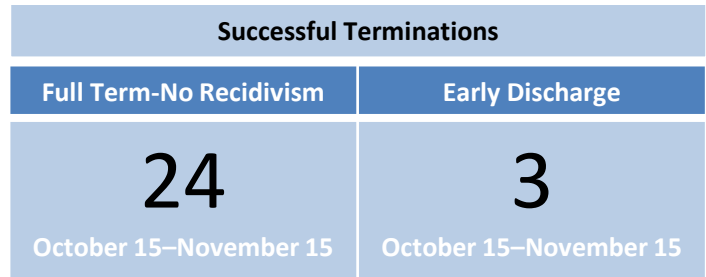 Successful Terminations
Full Term-No Recidivism
Early Discharge
24
3
October 15–November 15
October 15–November 15